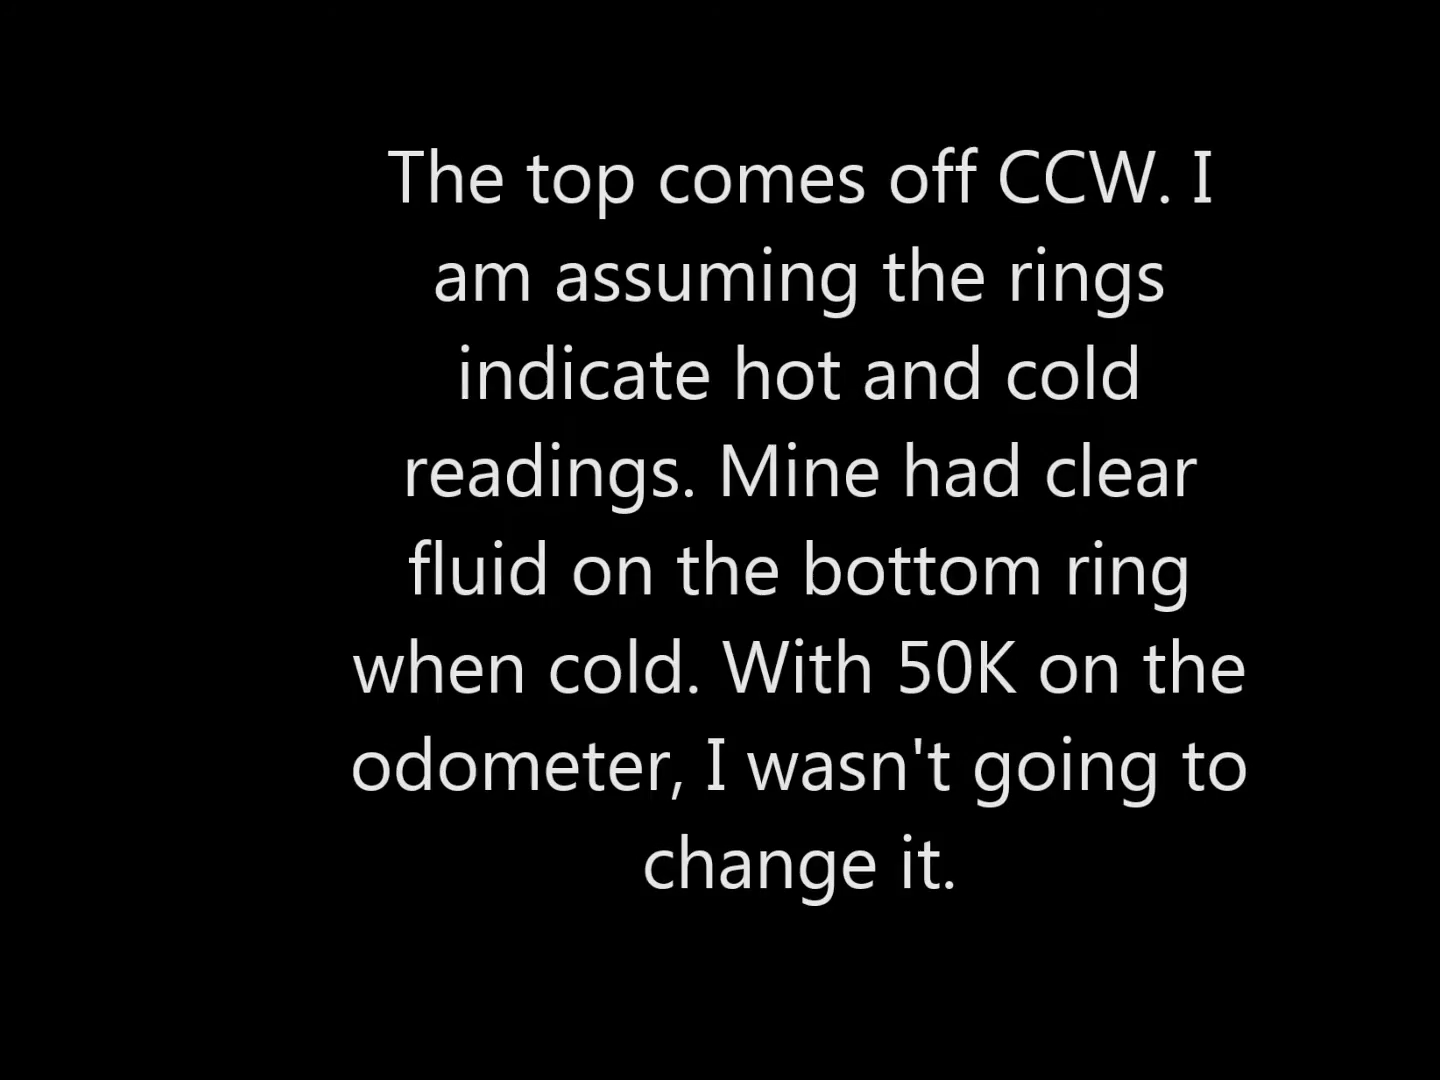 The top comes off CCW. I
am assuming the rings
indicate hot and cold
readings. Mine had clear
fluid on the bottom ring
when cold. With 50K on the
odometer, I wasn't going to
change it.